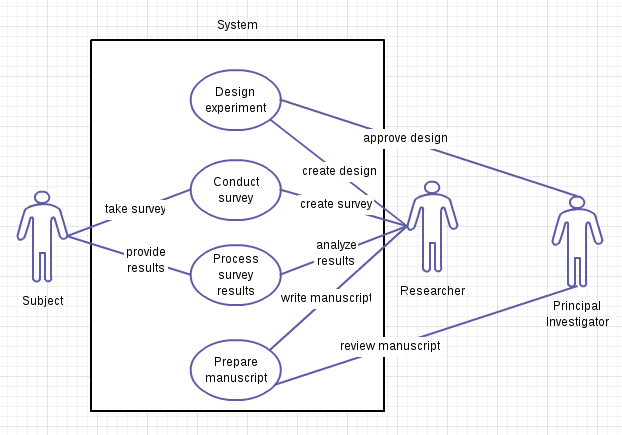 System
Design
experiment
approve design
create design
Conduct
survey
create survey
take survey
provide
results
Process
survey
results
analyze
results
Subject
Researcher
write manuscript
Principal
Investigator
review manuscript
Prepare
manuscript